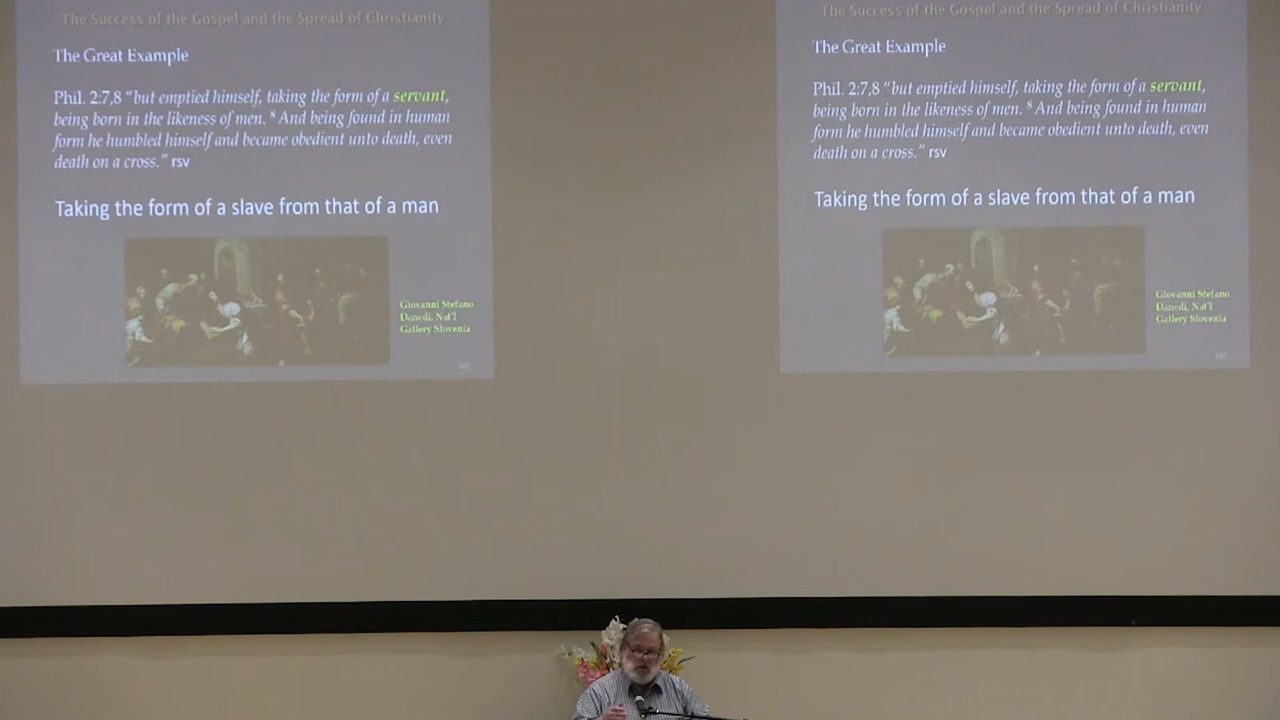 The Success of the Gospel and the Spread of Christianity
The Great Example
Phil. 2:7,8 “but emptied himself, taking the form of a servant,
being born in the likeness of men. ⁸ And being found in human
form he humbled himself and became obedient unto death, even
death on a cross.” rsv
Taking the form of a slave from that of a man
Giovanni Stefano
Danedi, Nat'l
Gallery Slovenia
107
The Success of the Gospel and the Spread of Christianity
The Great Example
Phil. 2:7,8 “but emptied himself, taking the form of a servant,
being born in the likeness of men. ⁸ And being found in human
form he humbled himself and became obedient unto death, even
death on a cross.” rsv
Taking the form of a slave from that of a man
Giovanni Stefano
Danedi, Nat'l
Gallery Slovenia
107